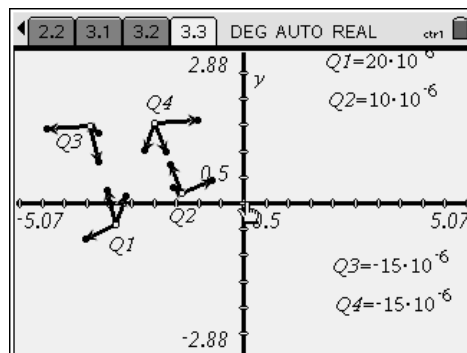 2.2 3.1 3.2 3.3 DEG AUTO REAL ctr1
2.88 y Q1=20·10^-6
Q2=10·10^-6
Q4
Q3
0.5
Q2
-5.07 0.5 5.07
Q1
Q3=-15·10^-6
Q4=-15·10^-6
-2.88